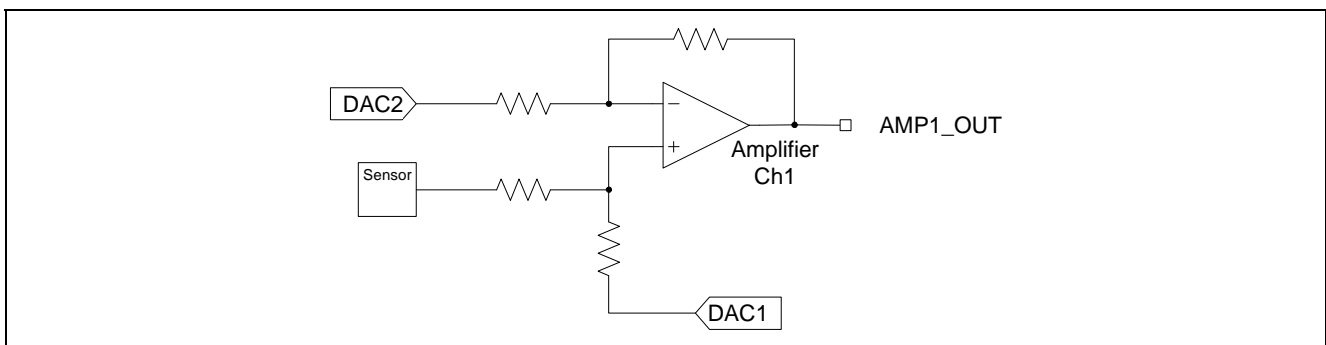 DAC2
AMP1_OUT
Amplifier
Ch1
Sensor
DAC1